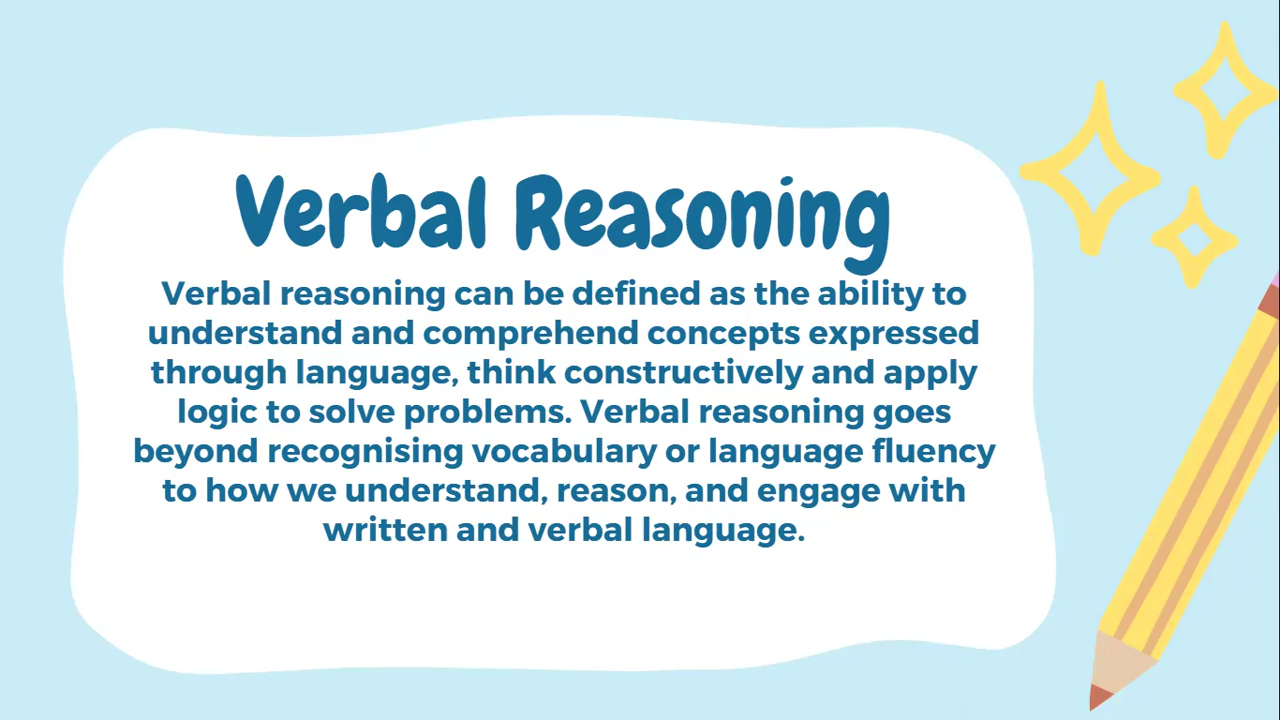 Verbal Reasoning
Verbal reasoning can be defined as the ability to
understand and comprehend concepts expressed
through language, think constructively and apply
logic to solve problems. Verbal reasoning goes
beyond recognising vocabulary or language fluency
to how we understand, reason, and engage with
written and verbal language.